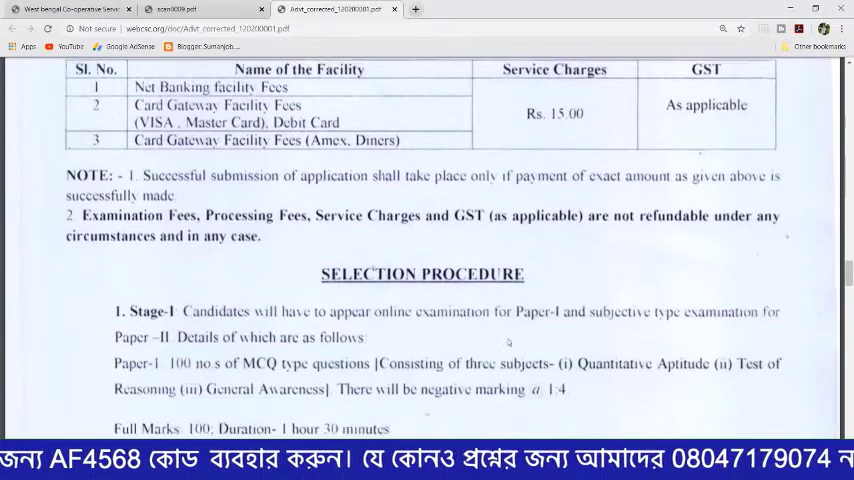 West bengal Co-operative Servic
scan0009.pdf
Advt_corrected_120200001.pdf
Not secure | webcsc.org/doc/Advt_corrected_120200001.pdf
Apps YouTube Google AdSense Blogger: Sumanjob.... Other bookmarks
Sl. No. Name of the Facility Service Charges GST
1 Net Banking facility Fees
2 Card Gateway Facility Fees
(VISA , Master Card), Debit Card
3 Card Gateway Facility Fees (Amex, Diners)
Rs. 15.00
As applicable
NOTE: - 1. Successful submission of application shall take place only if payment of exact amount as given above is
successfully made
2. Examination Fees, Processing Fees, Service Charges and GST (as applicable) are not refundable under any
circumstances and in any case.
SELECTION PROCEDURE
1. Stage-I: Candidates will have to appear online examination for Paper-I and subjective type examination for
Paper –II. Details of which are as follows
Paper-I 100 no.s of MCQ type questions [Consisting of three subjects- (i) Quantitative Aptitude (ii) Test of
Reasoning (iii) General Awareness]. There will be negative marking 1:4
Full Marks 100; Duration- 1 hour 30 minutes
জন্য AF4568 কোড ব্যবহার করুন। যে কোনও প্রশ্নের জন্য আমাদের 08047179074 ন